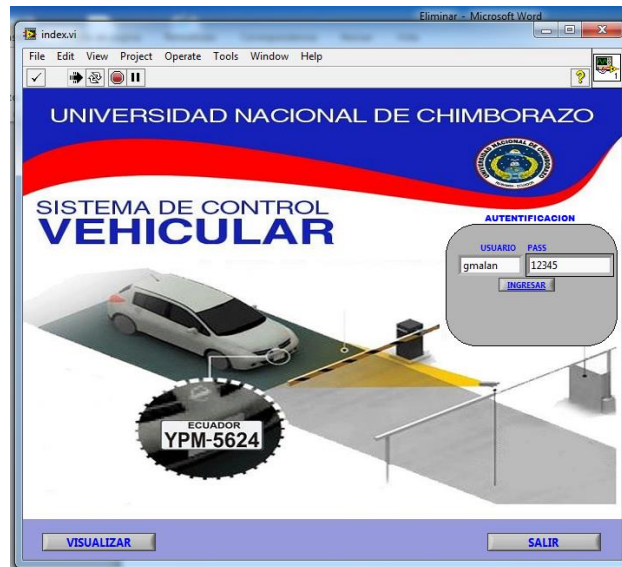 Eliminar - Microsoft Word
index.vi
File Edit View Project Operate Tools Window Help
UNIVERSIDAD NACIONAL DE CHIMBORAZO
SISTEMA DE CONTROL
VEHICULAR
AUTENTIFICACION
USUARIO PASS
gmalan 12345
INGRESAR
ECUADOR
YPM-5624
VISUALIZAR SALIR